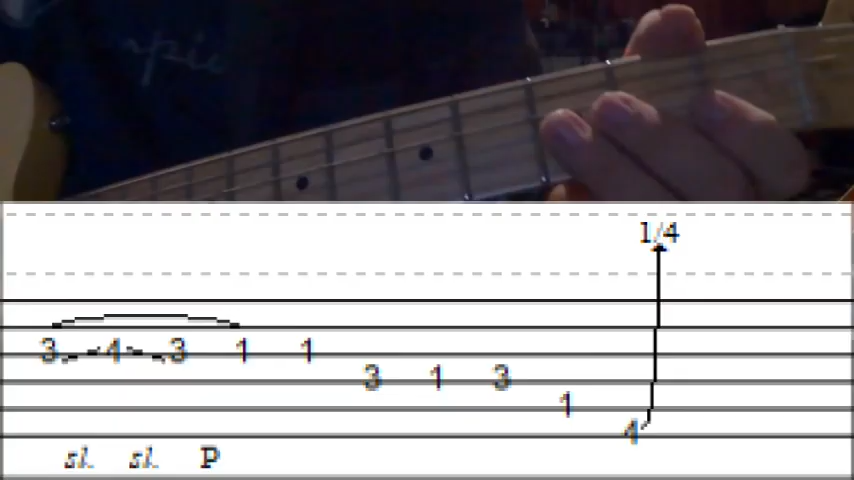 1/4
3 4 3 1 1
3 1 3
1
4
sl. sl. P